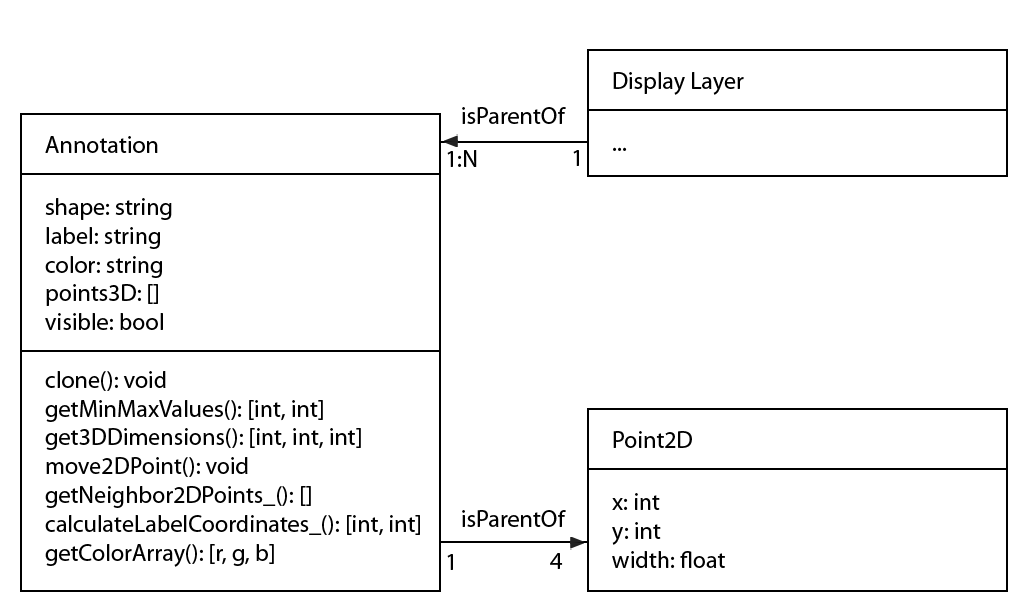 Display Layer
...
isParentOf
1:N
1
Annotation
shape: string
label: string
color: string
points3D: []
visible: bool
clone(): void
getMinMaxValues(): [int, int]
get3DDimensions(): [int, int, int]
move2DPoint(): void
getNeighbor2DPoints_(): []
calculateLabelCoordinates_(): [int, int]
getColorArray(): [r, g, b]
isParentOf
1
4
Point2D
x: int
y: int
width: float